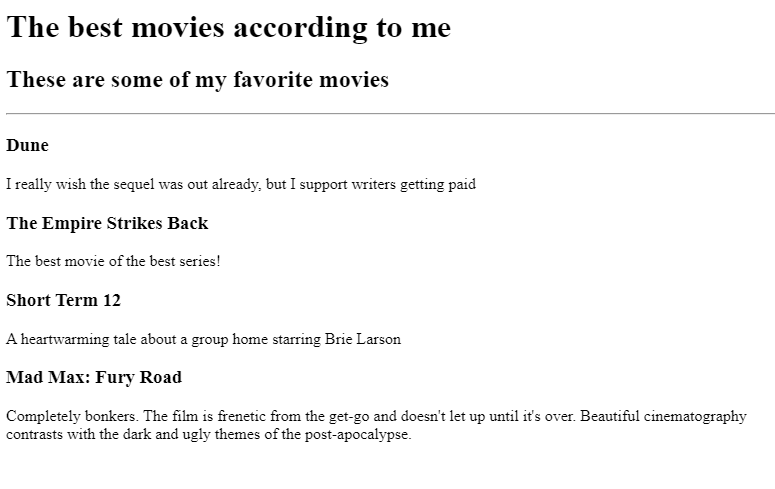 The best movies according to me
These are some of my favorite movies
Dune
I really wish the sequel was out already, but I support writers getting paid
The Empire Strikes Back
The best movie of the best series!
Short Term 12
A heartwarming tale about a group home starring Brie Larson
Mad Max: Fury Road
Completely bonkers. The film is frenetic from the get-go and doesn't let up until it's over. Beautiful cinematography
contrasts with the dark and ugly themes of the post-apocalypse.